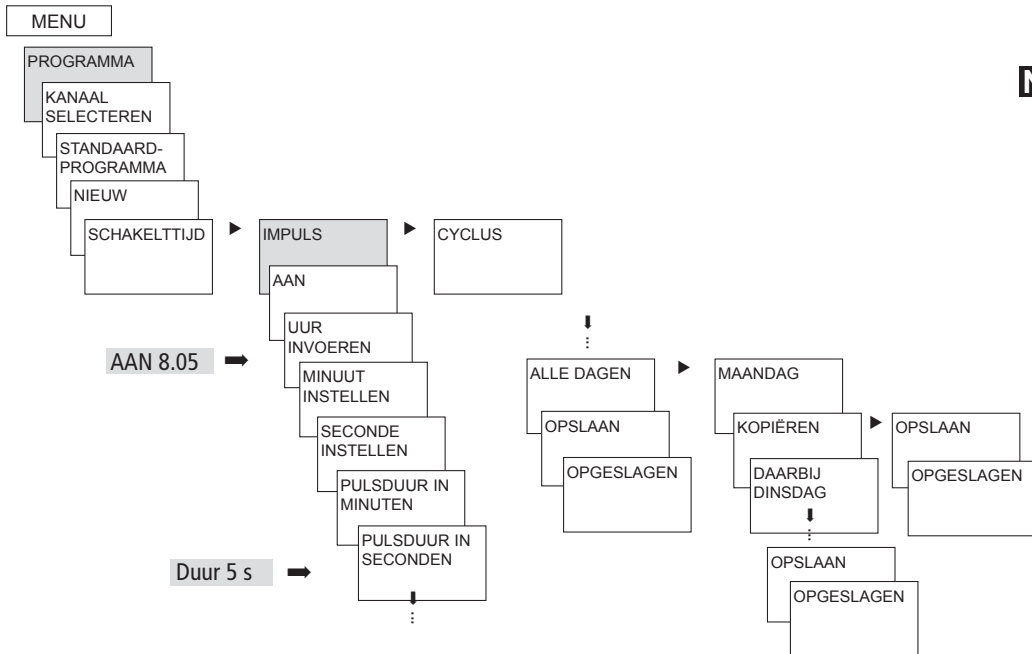 MENU
PROGRAMMA
KANAAL
SELECTEREN
STANDAARD-
PROGRAMMA
NIEUW
SCHAKELTTIJD
IMPULS
CYCLUS
AAN
UUR
INVOEREN
AAN 8.05
MINUUT
INSTELLEN
SECONDE
INSTELLEN
PULSDUUR IN
MINUTEN
PULSDUUR IN
SECONDEN
Duur 5 s
ALLE DAGEN
OPSLAAN
OPGESLAGEN
MAANDAG
KOPIËREN
DAARBIJ
DINSDAG
OPSLAAN
OPGESLAGEN
OPSLAAN
OPGESLAGEN